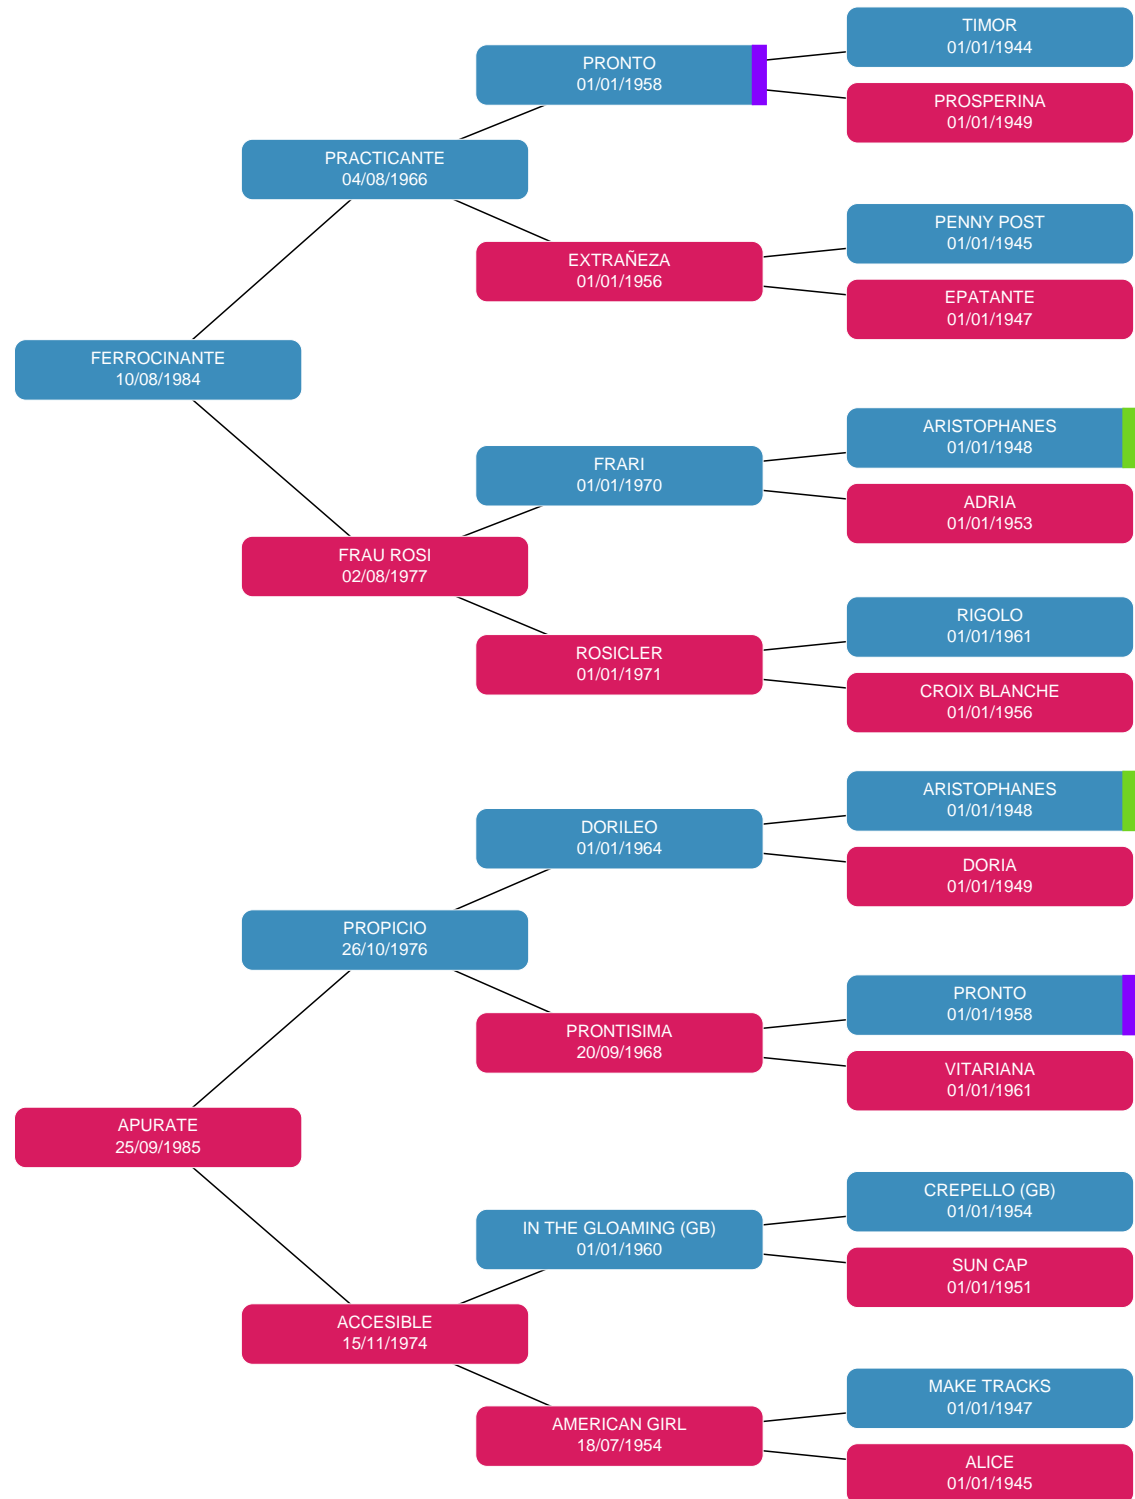 TIMOR
01/01/1944
PRONTO
01/01/1958
PROSPERINA
01/01/1949
PRACTICANTE
04/08/1966
PENNY POST
01/01/1945
EXTRAÑEZA
01/01/1956
EPATANTE
01/01/1947
FERROCINANTE
10/08/1984
ARISTOPHANES
01/01/1948
FRARI
01/01/1970
ADRIA
01/01/1953
FRAU ROSI
02/08/1977
RIGOLO
01/01/1961
ROSICLER
01/01/1971
CROIX BLANCHE
01/01/1956
ARISTOPHANES
01/01/1948
DORILEO
01/01/1964
DORIA
01/01/1949
PROPICIO
26/10/1976
PRONTO
01/01/1958
PRONTISIMA
20/09/1968
VITARIANA
01/01/1961
APURATE
25/09/1985
CREPELLO (GB)
01/01/1954
IN THE GLOAMING (GB)
01/01/1960
SUN CAP
01/01/1951
ACCESIBLE
15/11/1974
MAKE TRACKS
01/01/1947
AMERICAN GIRL
18/07/1954
ALICE
01/01/1945